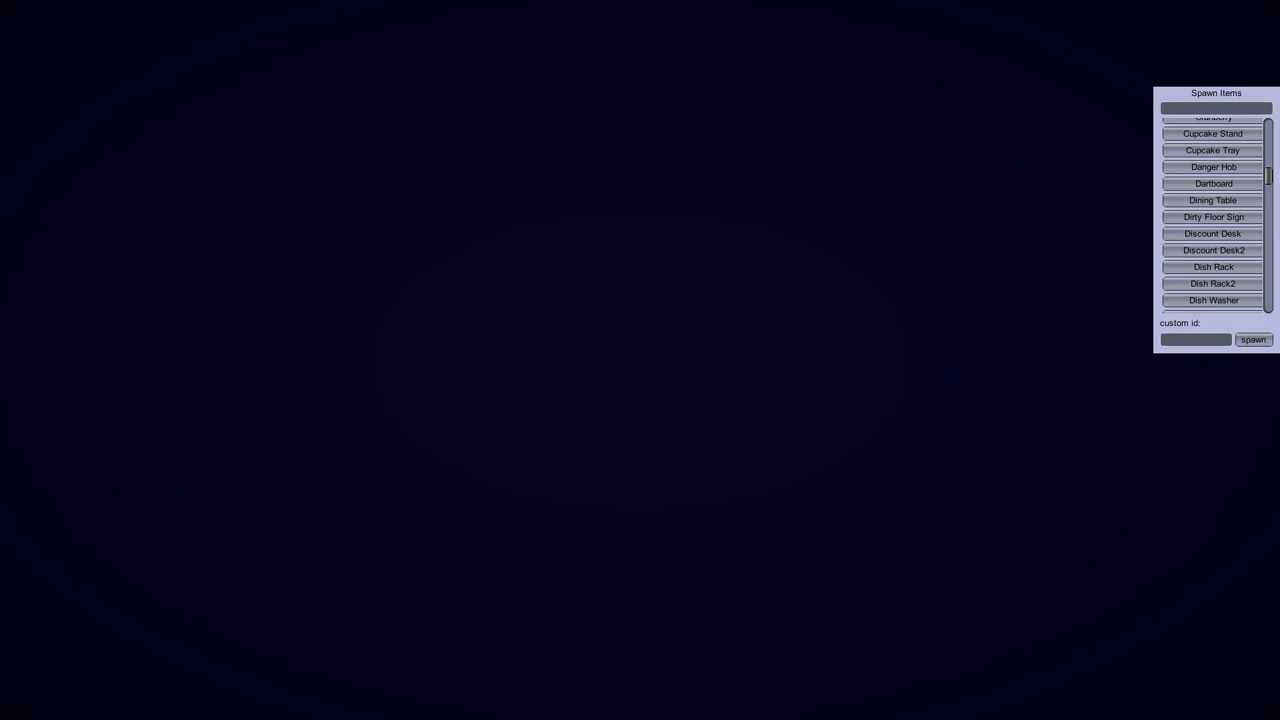 Spawn Items
Cranberry
Cupcake Stand
Cupcake Tray
Danger Hob
Dartboard
Dining Table
Dirty Floor Sign
Discount Desk
Discount Desk2
Dish Rack
Dish Rack2
Dish Washer
custom id:
spawn